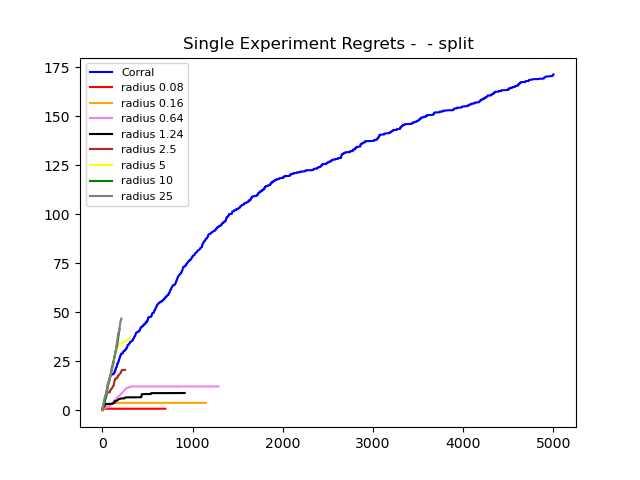 Single Experiment Regrets -  - split
175
150
125
100
75
50
25
0
Corral
radius 0.08
radius 0.16
radius 0.64
radius 1.24
radius 2.5
radius 5
radius 10
radius 25
0 1000 2000 3000 4000 5000